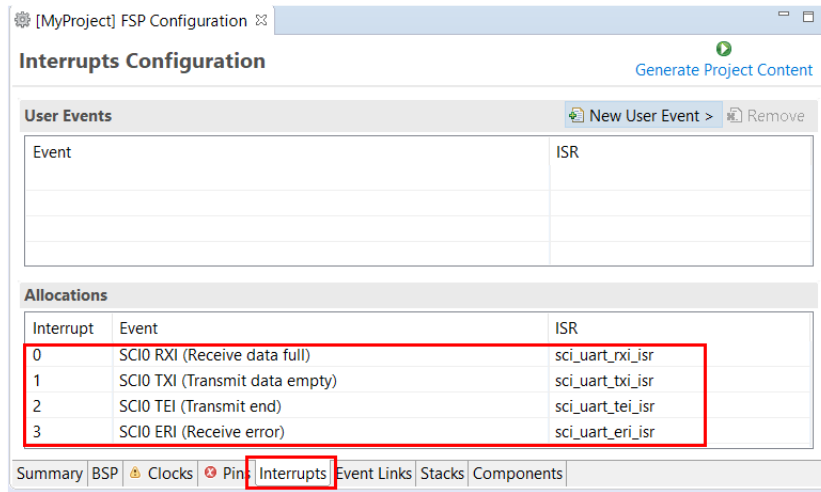 [MyProject] FSP Configuration
Interrupts Configuration
Generate Project Content
User Events New User Event > Remove
Event ISR
Allocations
Interrupt Event ISR
0 SCI0 RXI (Receive data full) sci_uart_rxi_isr
1 SCI0 TXI (Transmit data empty) sci_uart_txi_isr
2 SCI0 TEI (Transmit end) sci_uart_tei_isr
3 SCI0 ERI (Receive error) sci_uart_eri_isr
Summary BSP Clocks Pins Interrupts Event Links Stacks Components